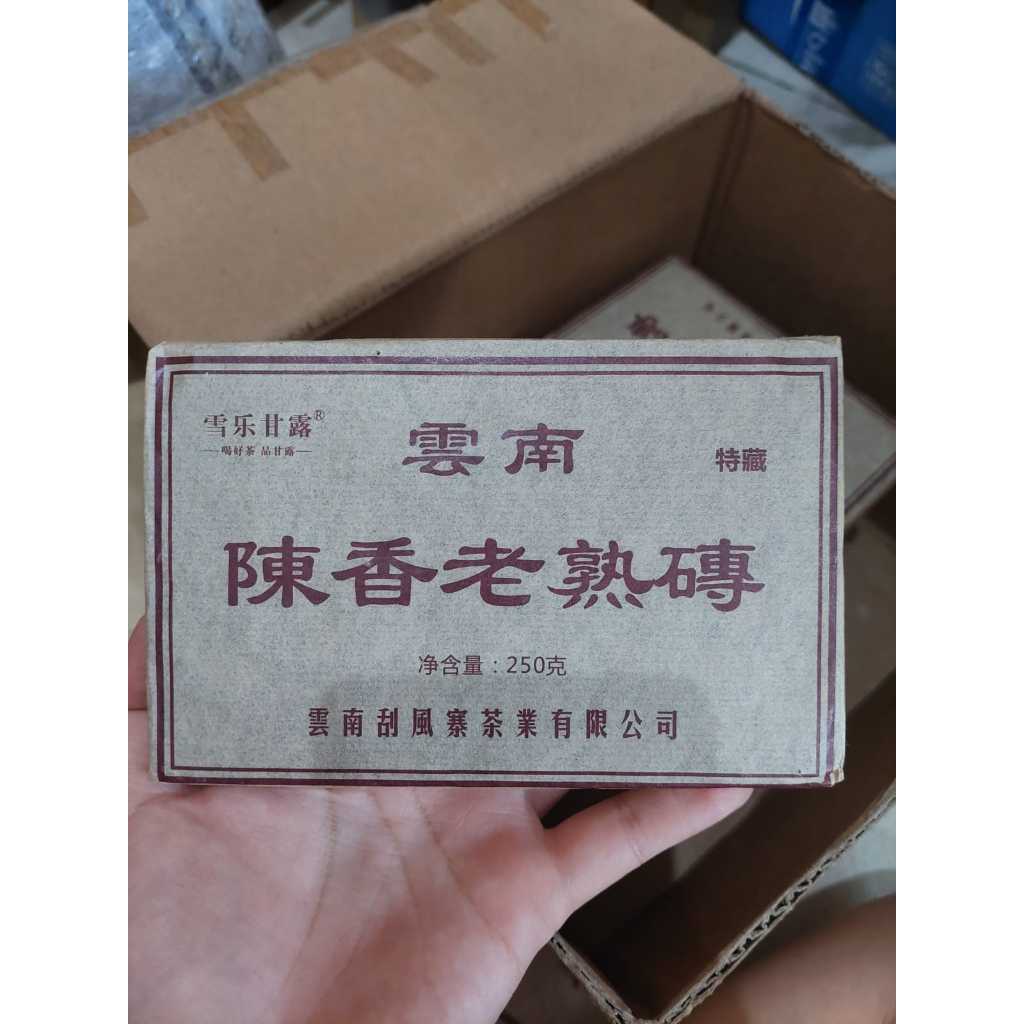 雪乐甘露®
喝好茶 品甘露
雲南
特藏
陳香老熟磚
净含量：250克
雲南刮風寨茶業有限公司